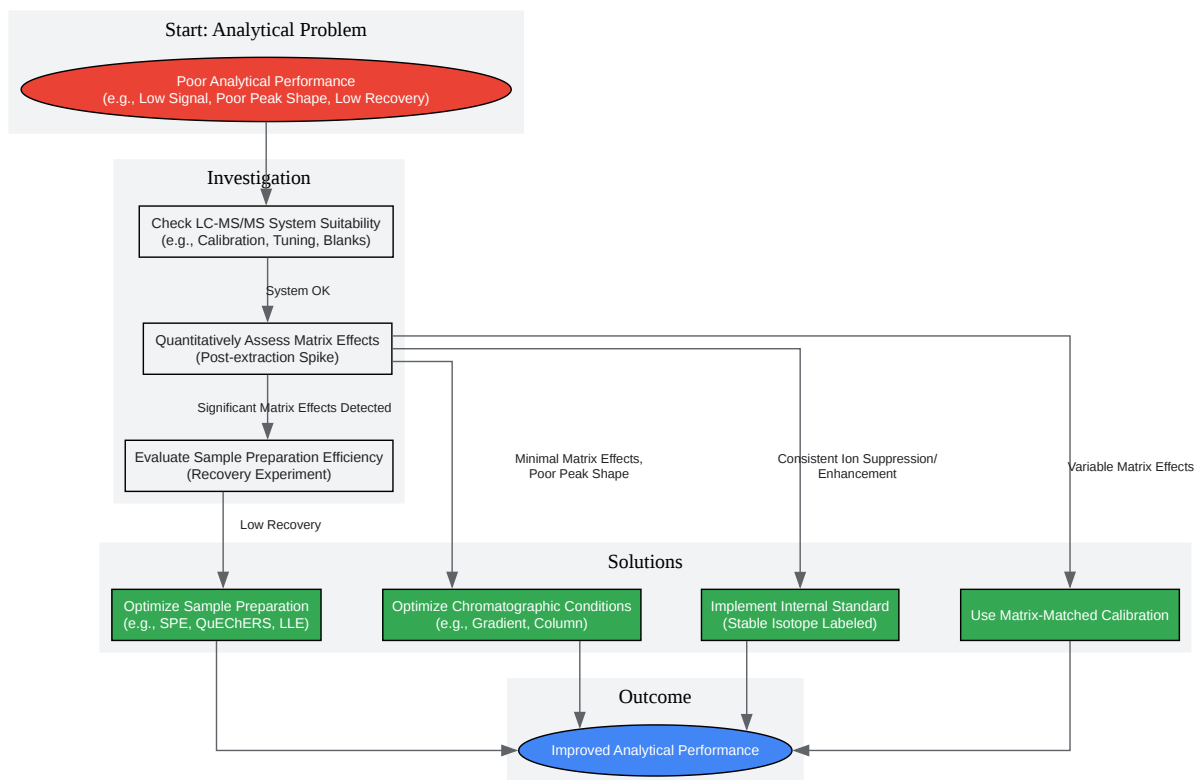 Start: Analytical Problem
Poor Analytical Performance
(e.g., Low Signal, Poor Peak Shape, Low Recovery)
Investigation
Check LC-MS/MS System Suitability
(e.g., Calibration, Tuning, Blanks)
System OK
Quantitatively Assess Matrix Effects
(Post-extraction Spike)
Significant Matrix Effects Detected
Evaluate Sample Preparation Efficiency
(Recovery Experiment)
Minimal Matrix Effects,
Poor Peak Shape
Consistent Ion Suppression/
Enhancement
Variable Matrix Effects
Low Recovery
Solutions
Optimize Sample Preparation
(e.g., SPE, QuEChERS, LLE)
Optimize Chromatographic Conditions
(e.g., Gradient, Column)
Implement Internal Standard
(Stable Isotope Labeled)
Use Matrix-Matched Calibration
Outcome
Improved Analytical Performance